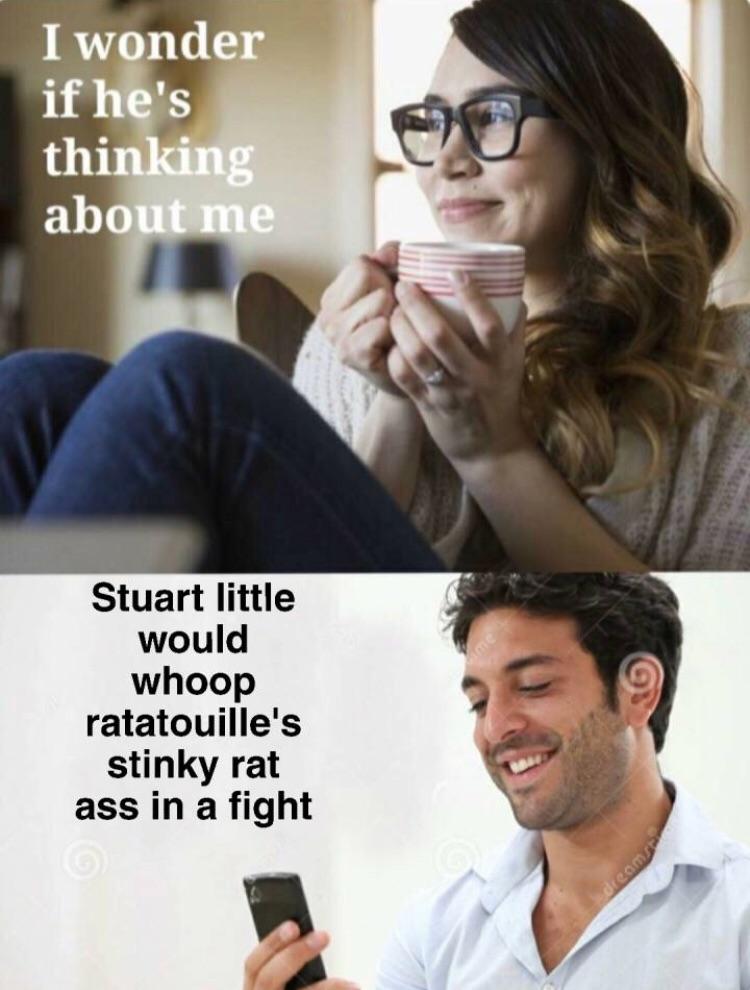 I wonder
if he's
thinking
about me
Stuart little
would
whoop
ratatouille's
stinky rat
ass in a fight